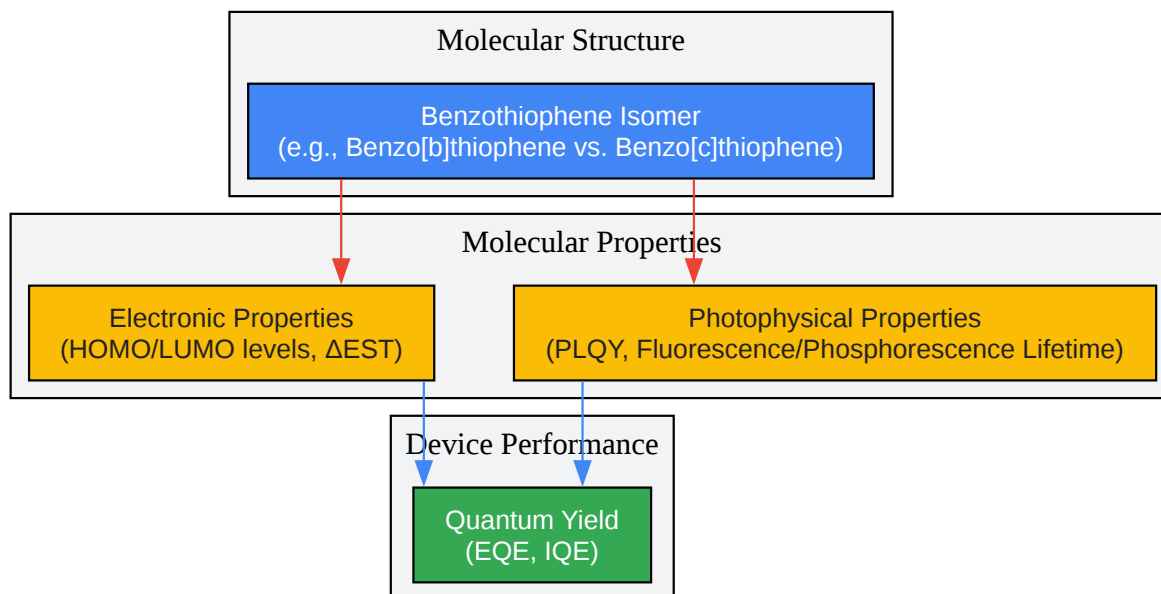 Molecular Structure
Benzothiophene Isomer
(e.g., Benzo[b]thiophene vs. Benzo[c]thiophene)
Molecular Properties
Electronic Properties
(HOMO/LUMO levels, ΔEST)
Photophysical Properties
(PLQY, Fluorescence/Phosphorescence Lifetime)
Device Performance
Quantum Yield
(EQE, IQE)